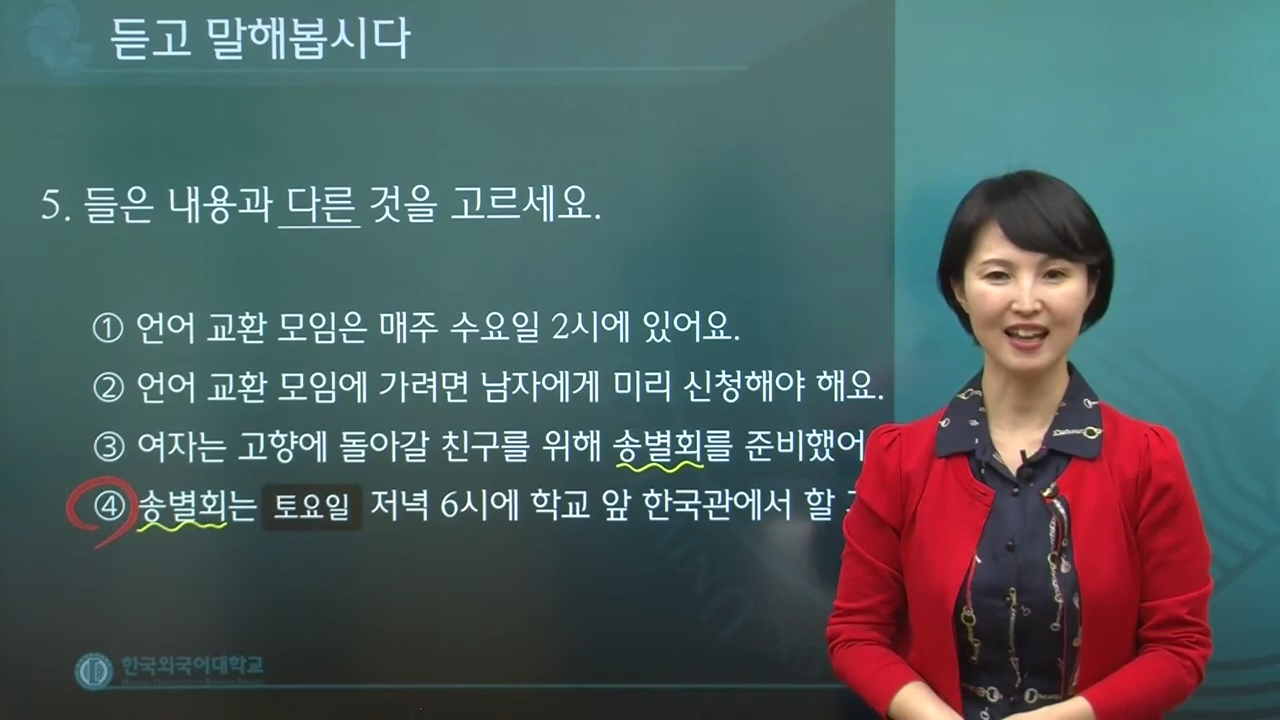 듣고 말해봅시다
5. 들은 내용과 다른 것을 고르세요.
① 언어 교환 모임은 매주 수요일 2시에 있어요.
② 언어 교환 모임에 가려면 남자에게 미리 신청해야 해요.
③ 여자는 고향에 돌아갈 친구를 위해 송별회를 준비했어
④ 송별회는 토요일 저녁 6시에 학교 앞 한국관에서 할
한국외국어대학교